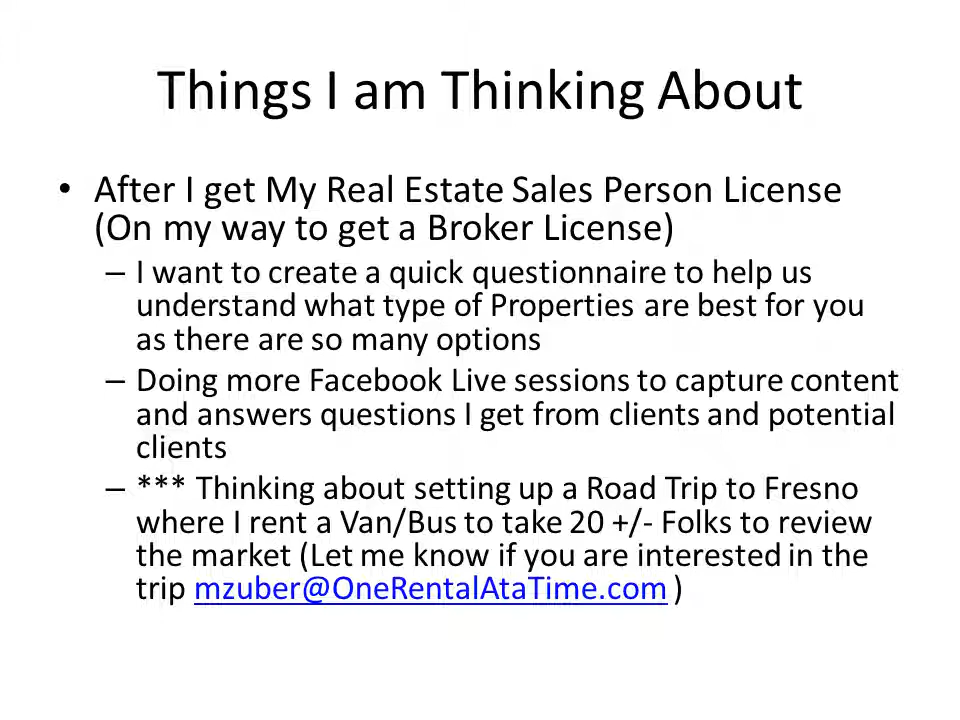 Things I am Thinking About
• After I get My Real Estate Sales Person License
(On my way to get a Broker License)
– I want to create a quick questionnaire to help us
understand what type of Properties are best for you
as there are so many options
– Doing more Facebook Live sessions to capture content
and answers questions I get from clients and potential
clients
– *** Thinking about setting up a Road Trip to Fresno
where I rent a Van/Bus to take 20 +/- Folks to review
the market (Let me know if you are interested in the
trip mzuber@OneRentalAtaTime.com )